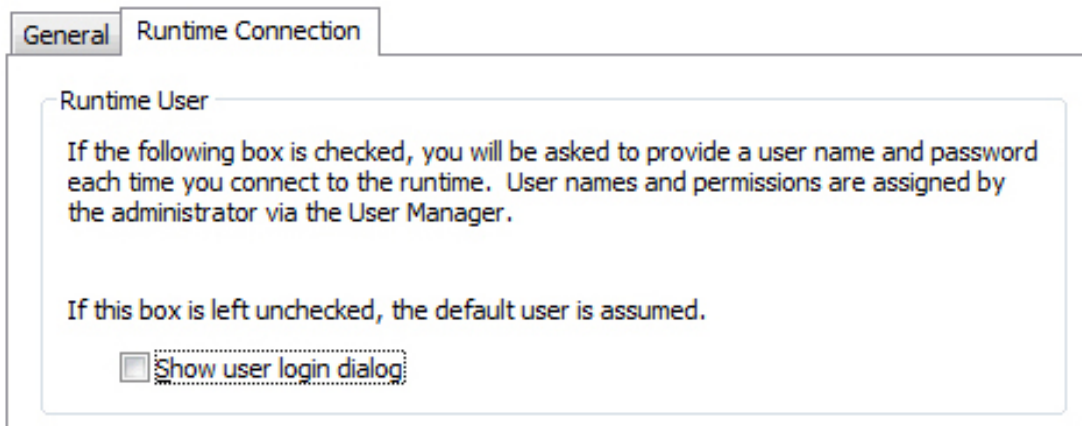 General
Runtime Connection
Runtime User
If the following box is checked, you will be asked to provide a user name and password
each time you connect to the runtime.  User names and permissions are assigned by
the administrator via the User Manager.
If this box is left unchecked, the default user is assumed.
Show user login dialog